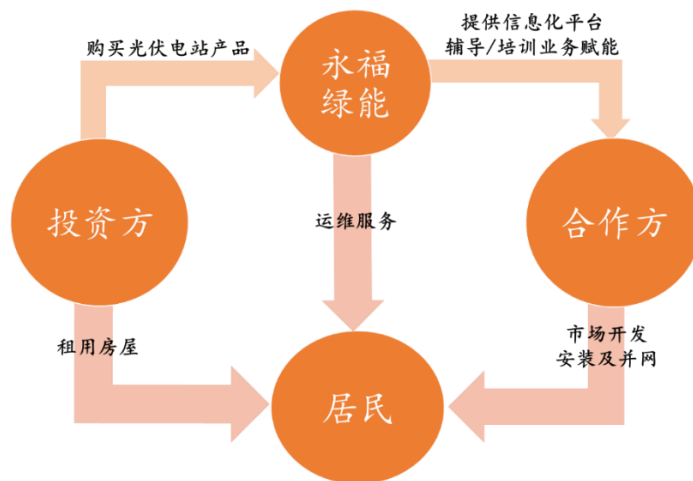 购买光伏电站产品
提供信息化平台
辅导/培训业务赋能
永福
绿能
投资方
合作方
运维服务
租用房屋
市场开发
安装及并网
居民